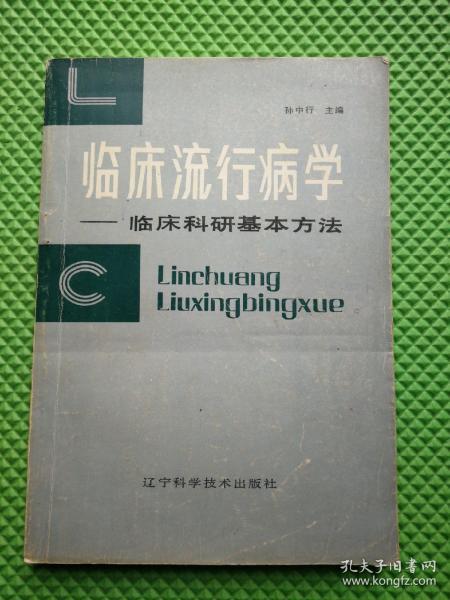 L
孙中行 主编
临床流行病学
——临床科研基本方法
C
Linchuang
Liuxingbingxue
辽宁科学技术出版社
孔夫子旧书网
www.kongfz.com